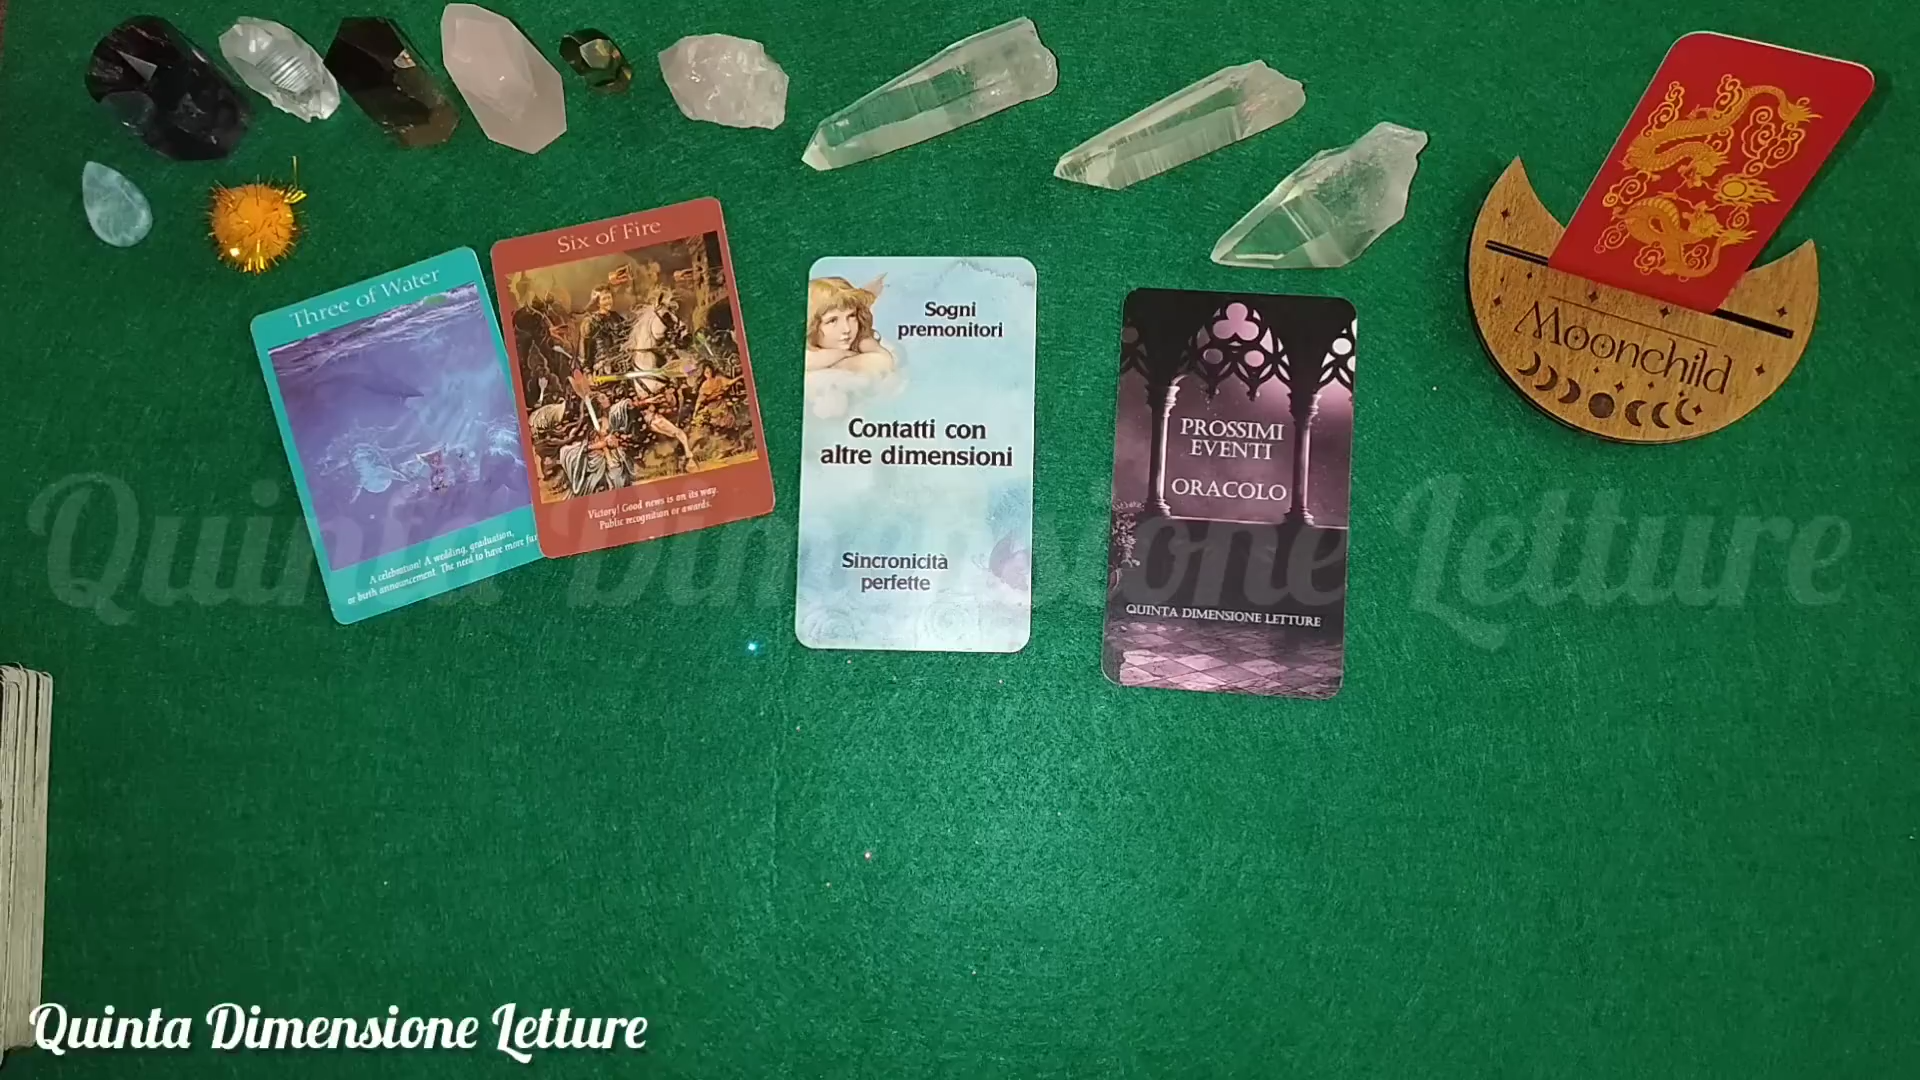 Three of Water
A celebration! A wedding, graduation,
or birth announcement. The need to have more fun
Six of Fire
Victory! Good news is on its way.
Public recognition or awards.
Sogni
premonitori
Contatti con
altre dimensioni
Sincronicità
perfette
PROSSIMI
EVENTI
ORACOLO
QUINTA DIMENSIONE LETTURE
Moonchild
Quinta Dimensione Letture
Quinta Dimensione Letture